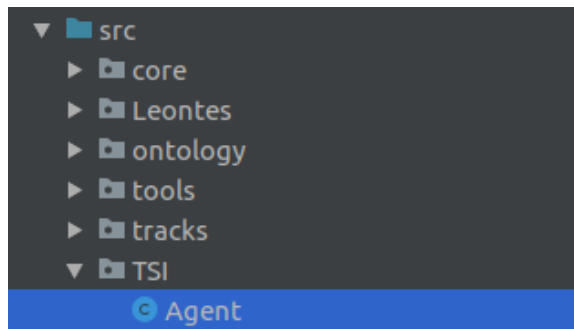 src
core
Leontes
ontology
tools
tracks
TSI
Agent